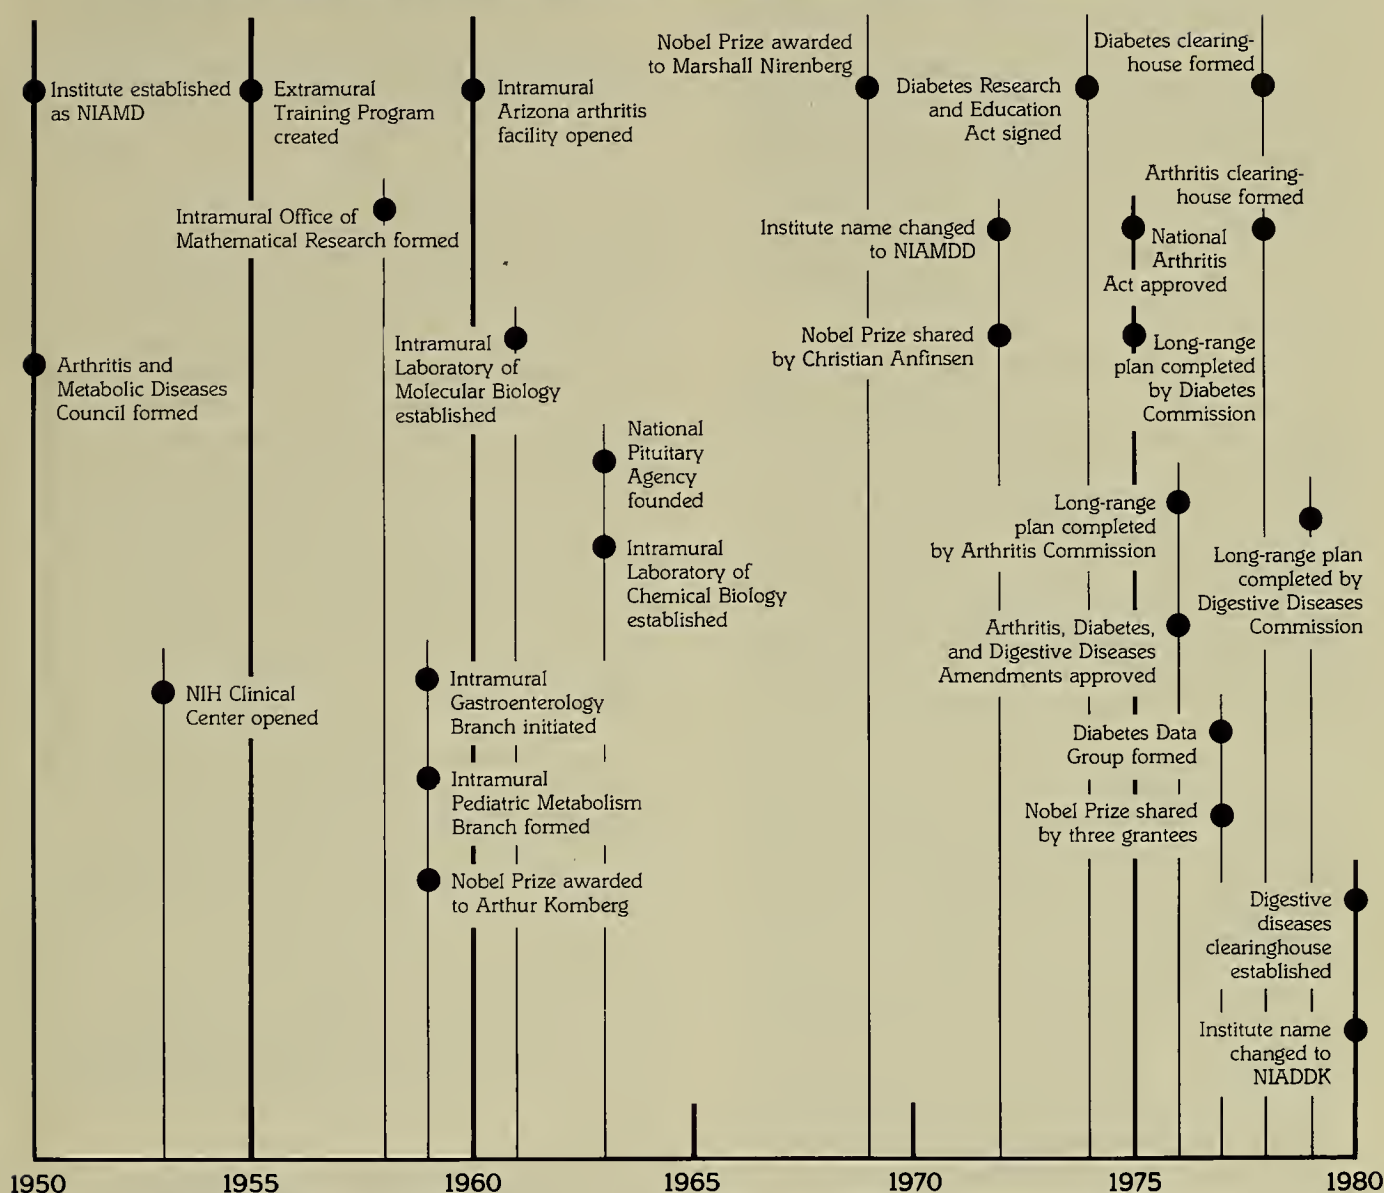 Institute established
as NIAMD
Arthritis and
Metabolic Diseases
Council formed
NIH Clinical
Center opened
Extramural
Training Program
created
Intramural Office of
Mathematical Research formed
Intramural
Gastroenterology
Branch initiated
Intramural
Pediatric Metabolism
Branch formed
Nobel Prize awarded
to Arthur Kornberg
Intramural
Arizona arthritis
facility opened
Intramural
Laboratory of
Molecular Biology
established
National
Pituitary
Agency
founded
Intramural
Laboratory of
Chemical Biology
established
Nobel Prize awarded
to Marshall Nirenberg
Institute name changed
to NIAMDD
Nobel Prize shared
by Christian Anfinsen
Diabetes Research
and Education
Act signed
National
Arthritis
Act approved
Long-range
plan completed
by Diabetes
Commission
Long-range
plan completed
by Arthritis Commission
Arthritis, Diabetes,
and Digestive Diseases
Amendments approved
Diabetes Data
Group formed
Nobel Prize shared
by three grantees
Diabetes clearing-
house formed
Arthritis clearing-
house formed
Long-range plan
completed by
Digestive Diseases
Commission
Digestive
diseases
clearinghouse
established
Institute name
changed to
NIADDK
1950 1955 1960 1965 1970 1975 1980